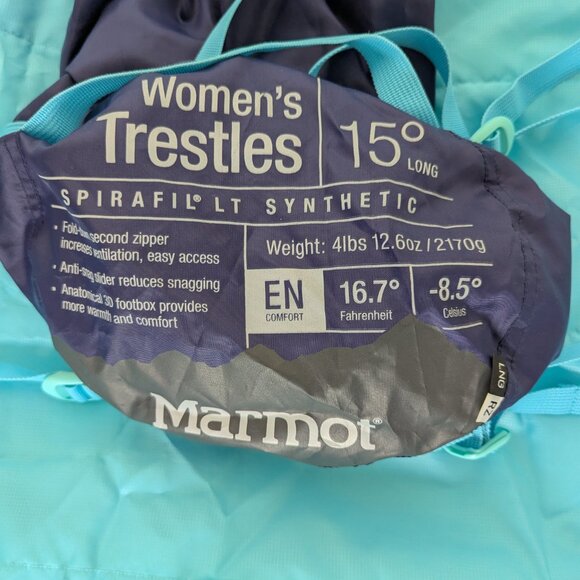 Women's
Trestles
15° LONG
SPIRAFIL® LT SYNTHETIC
• Fold- second zipper
increases ventilation, easy access
• Anti-snag slider reduces snagging
• Anatomical 3D footbox provides
more warmth and comfort
Weight: 4lbs 12.6oz/2170g
EN
COMFORT
16.7°
Fahrenheit
-8.5°
Celsius
LNG
RZ
Marmot®